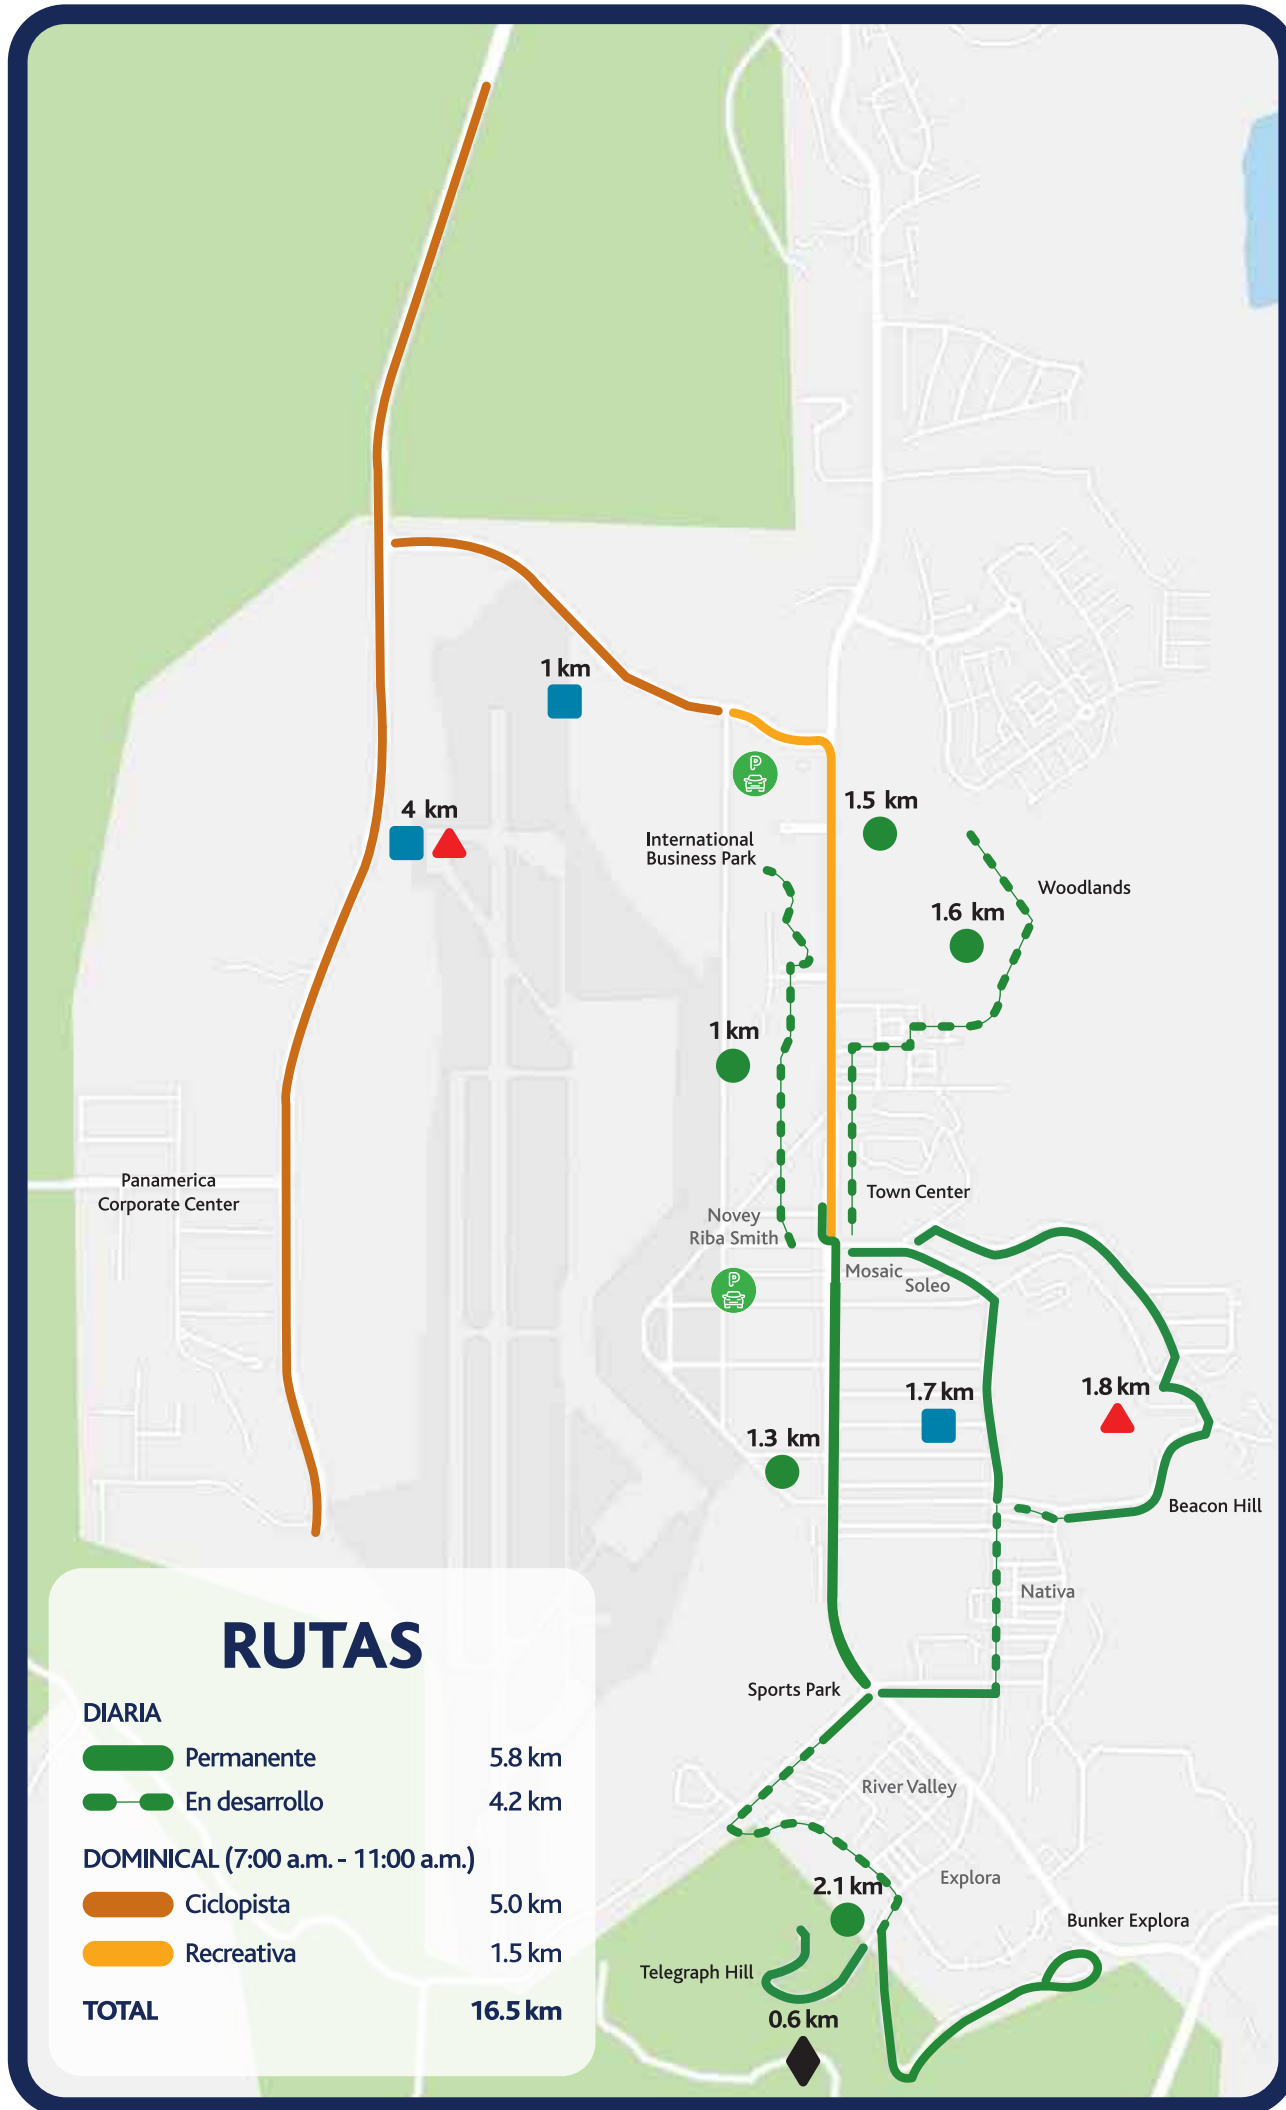 1 km
4 km
P
1.5 km
International
Business Park
Woodlands
1.6 km
1 km
Panamerica
Corporate Center
Town Center
Novey
Riba Smith
Mosaic
Soleo
P
1.7 km
1.8 km
1.3 km
Beacon Hill
Nativa
Sports Park
River Valley
Explora
2.1 km
Bunker Explora
Telegraph Hill
0.6 km
RUTAS
DIARIA
Permanente 5.8 km
En desarrollo 4.2 km
DOMINICAL (7:00 a.m. - 11:00 a.m.)
Ciclopista 5.0 km
Recreativa 1.5 km
TOTAL 16.5 km